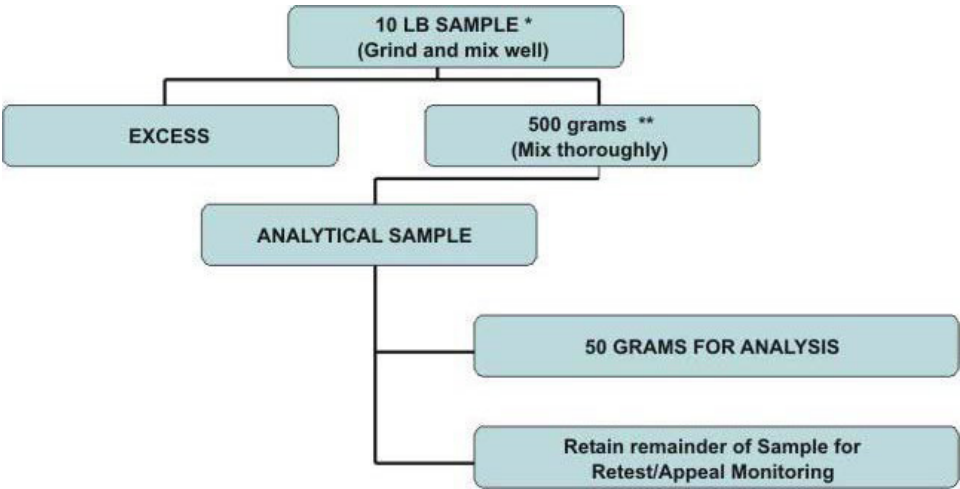 10 LB SAMPLE *
(Grind and mix well)
EXCESS
500 grams **
(Mix thoroughly)
ANALYTICAL SAMPLE
50 GRAMS FOR ANALYSIS
Retain remainder of Sample for
Retest/Appeal Monitoring